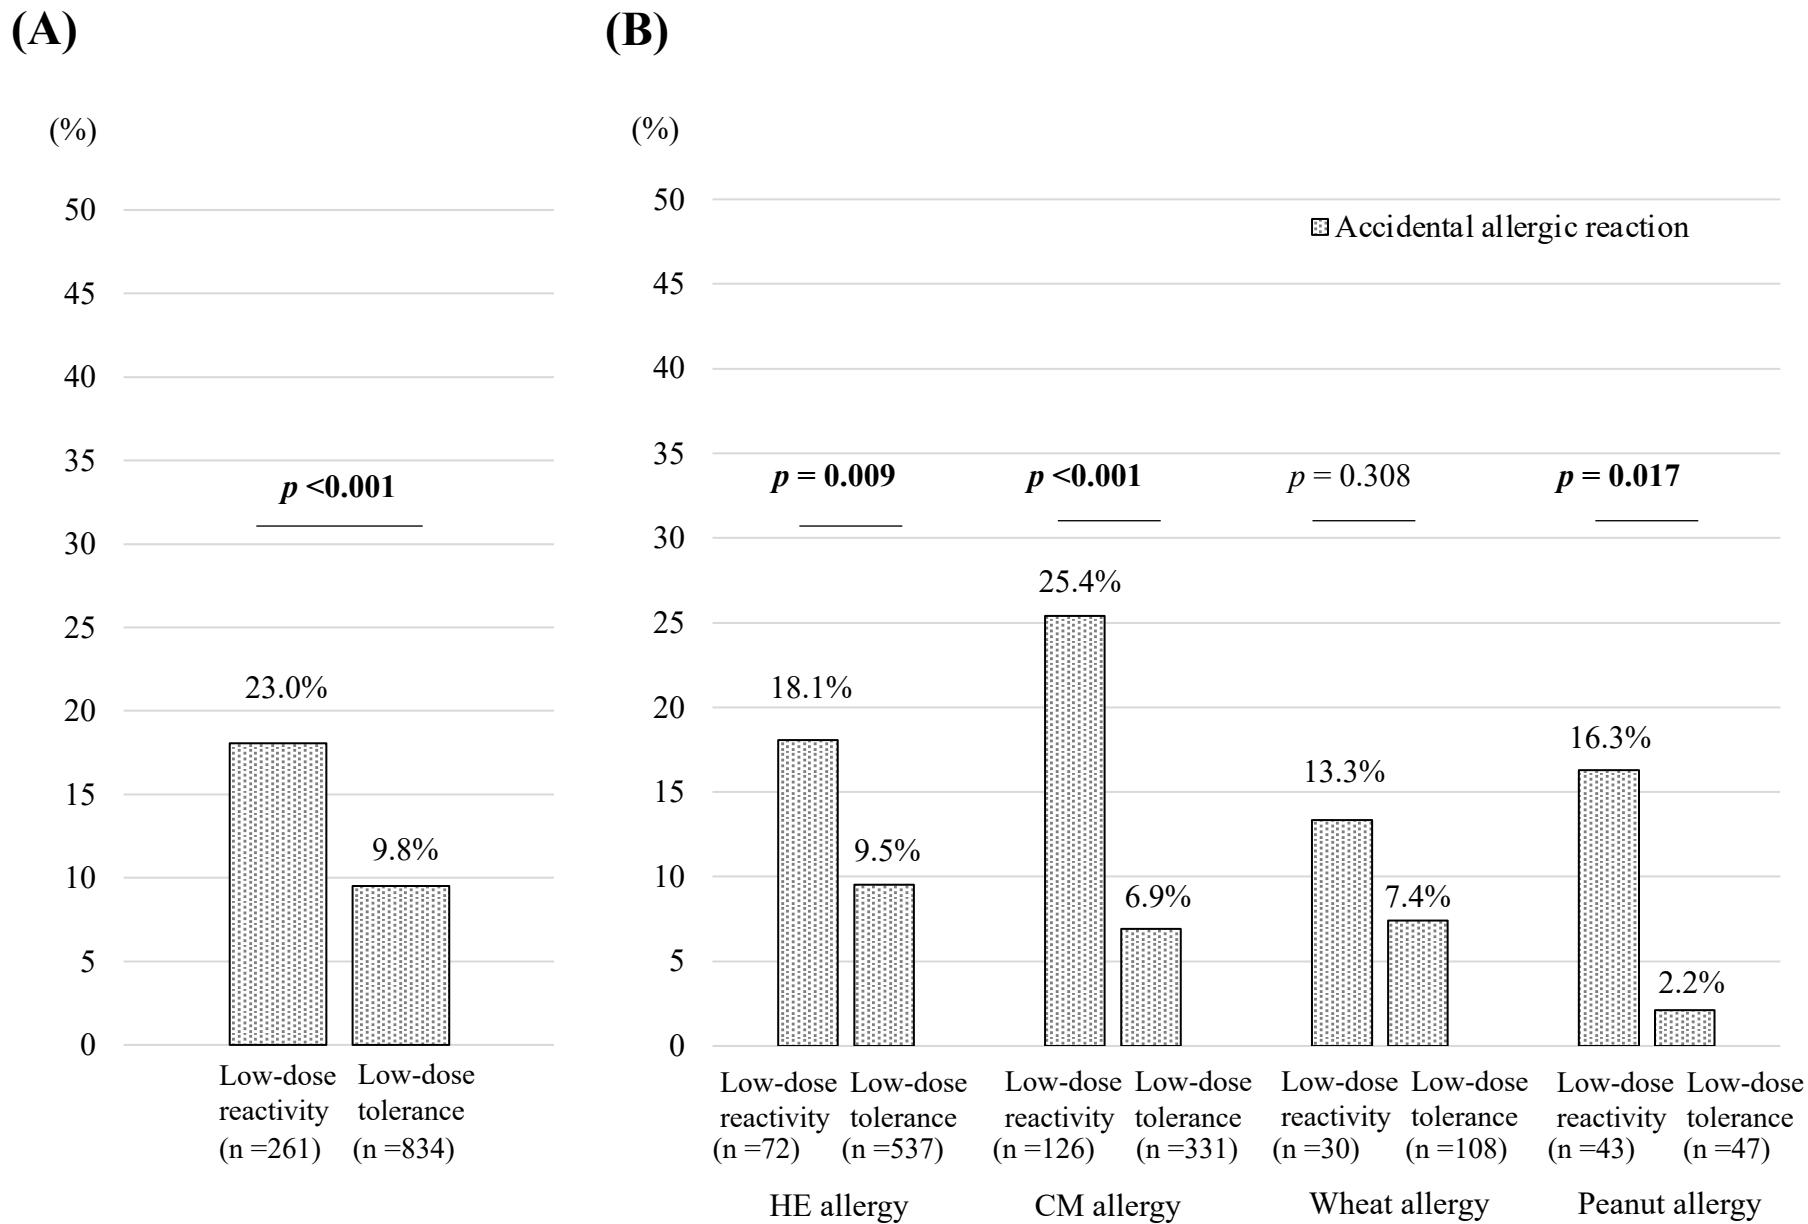 (A)
(%)
50
45
40
35
30
25
20
15
10
5
0
p <0.001
23.0%
9.8%
Low-dose reactivity (n =261)
Low-dose tolerance (n =834)
(B)
(%)
50
45
40
35
30
25
20
15
10
5
0
Accidental allergic reaction
p = 0.009
p <0.001
p = 0.308
p = 0.017
18.1%
9.5%
25.4%
6.9%
13.3%
7.4%
16.3%
2.2%
Low-dose reactivity (n =72)
Low-dose tolerance (n =537)
Low-dose reactivity (n =126)
Low-dose tolerance (n =331)
Low-dose reactivity (n =30)
Low-dose tolerance (n =108)
Low-dose reactivity (n =43)
Low-dose tolerance (n =47)
HE allergy
CM allergy
Wheat allergy
Peanut allergy